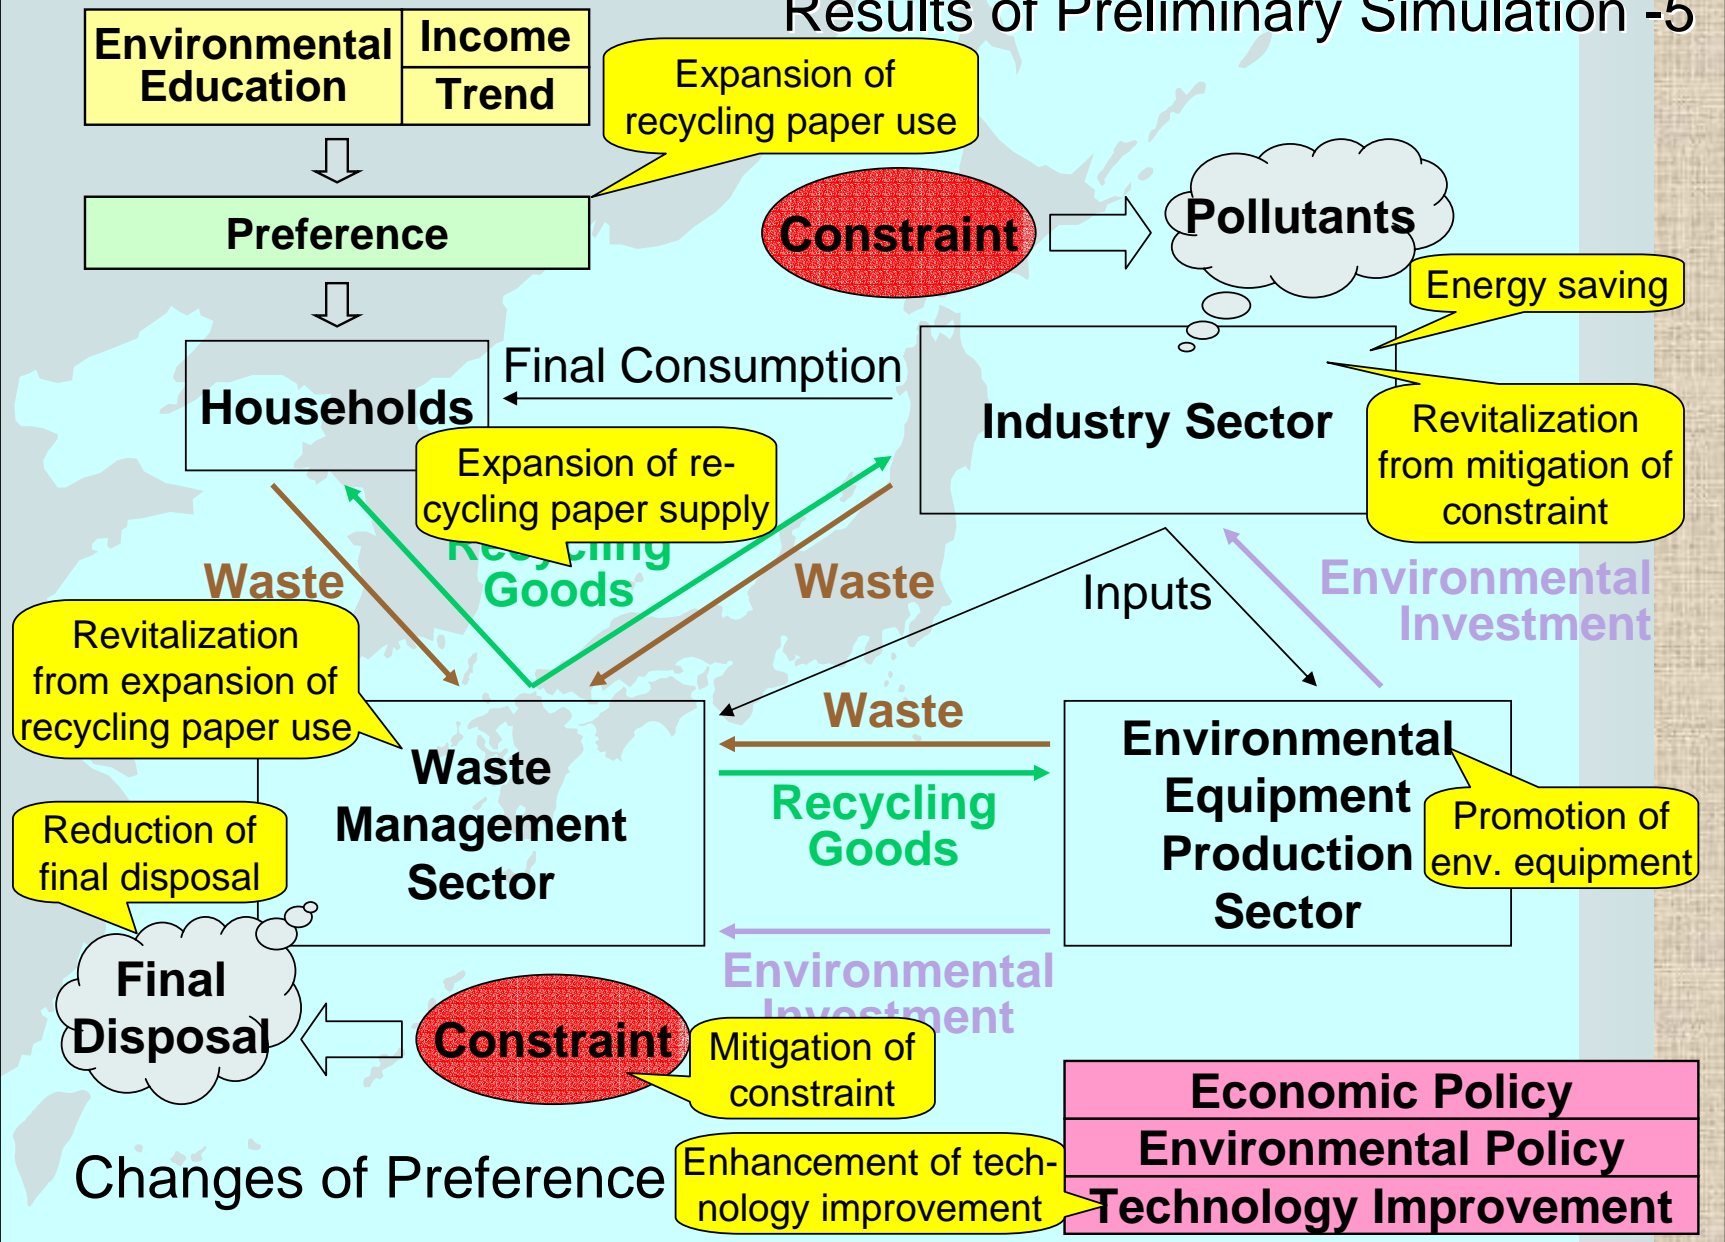 Results of Preliminary Simulation -5
Environmental
Education
Income
Trend
Expansion of
recycling paper use
Preference
Constraint
Pollutants
Energy saving
Households
Final Consumption
Industry Sector
Revitalization
from mitigation of
constraint
Expansion of re-
cycling paper supply
Waste
Recycling
Goods
Waste
Inputs
Environmental
Investment
Revitalization
from expansion of
recycling paper use
Waste
Management
Sector
Waste
Recycling
Goods
Environmental
Equipment
Production
Sector
Promotion of
env. equipment
Reduction of
final disposal
Final
Disposal
Constraint
Environmental
Investment
Mitigation of
constraint
Changes of Preference
Enhancement of tech-
nology improvement
Economic Policy
Environmental Policy
Technology Improvement